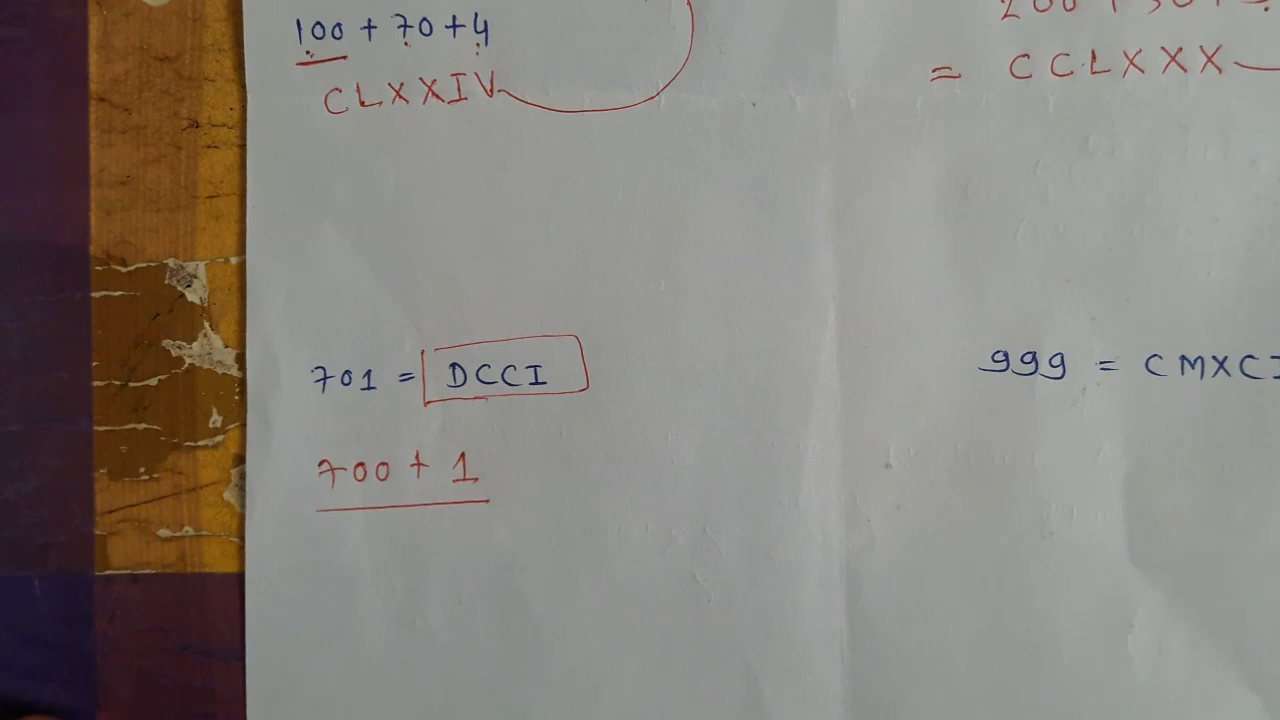 100 + 70 + 4
CLXXIV
= CCLXXX
701 = DCCI
700 + 1
999 = CMXC